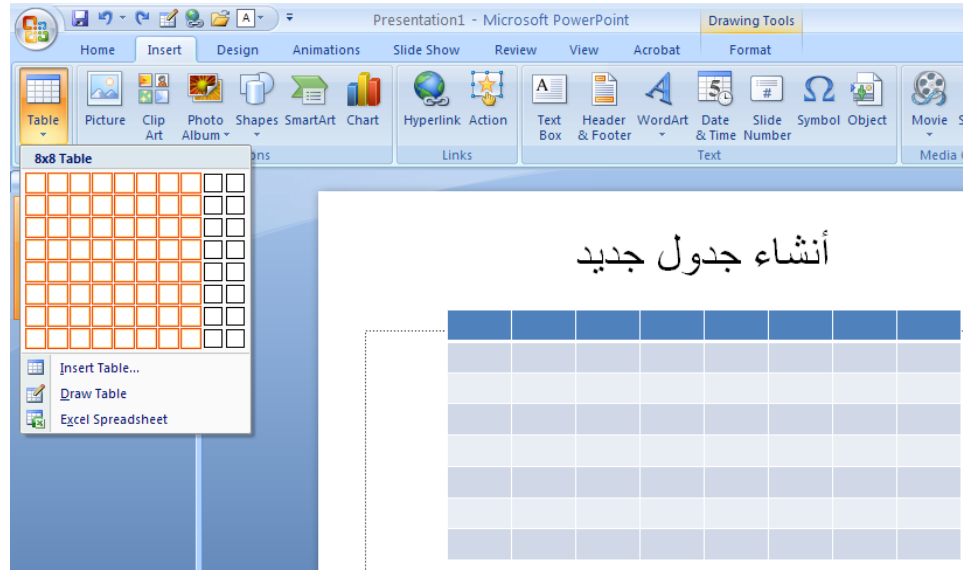 Presentation1 - Microsoft PowerPoint
Drawing Tools
Home Insert Design Animations Slide Show Review View Acrobat Format
Table Picture Clip Art Photo Album Shapes SmartArt Chart Hyperlink Action Text Box Header & Footer WordArt Date & Time Slide Number Symbol Object Movie
Links Text Media
8x8 Table
أنشاء جدول جديد
Insert Table...
Draw Table
Excel Spreadsheet